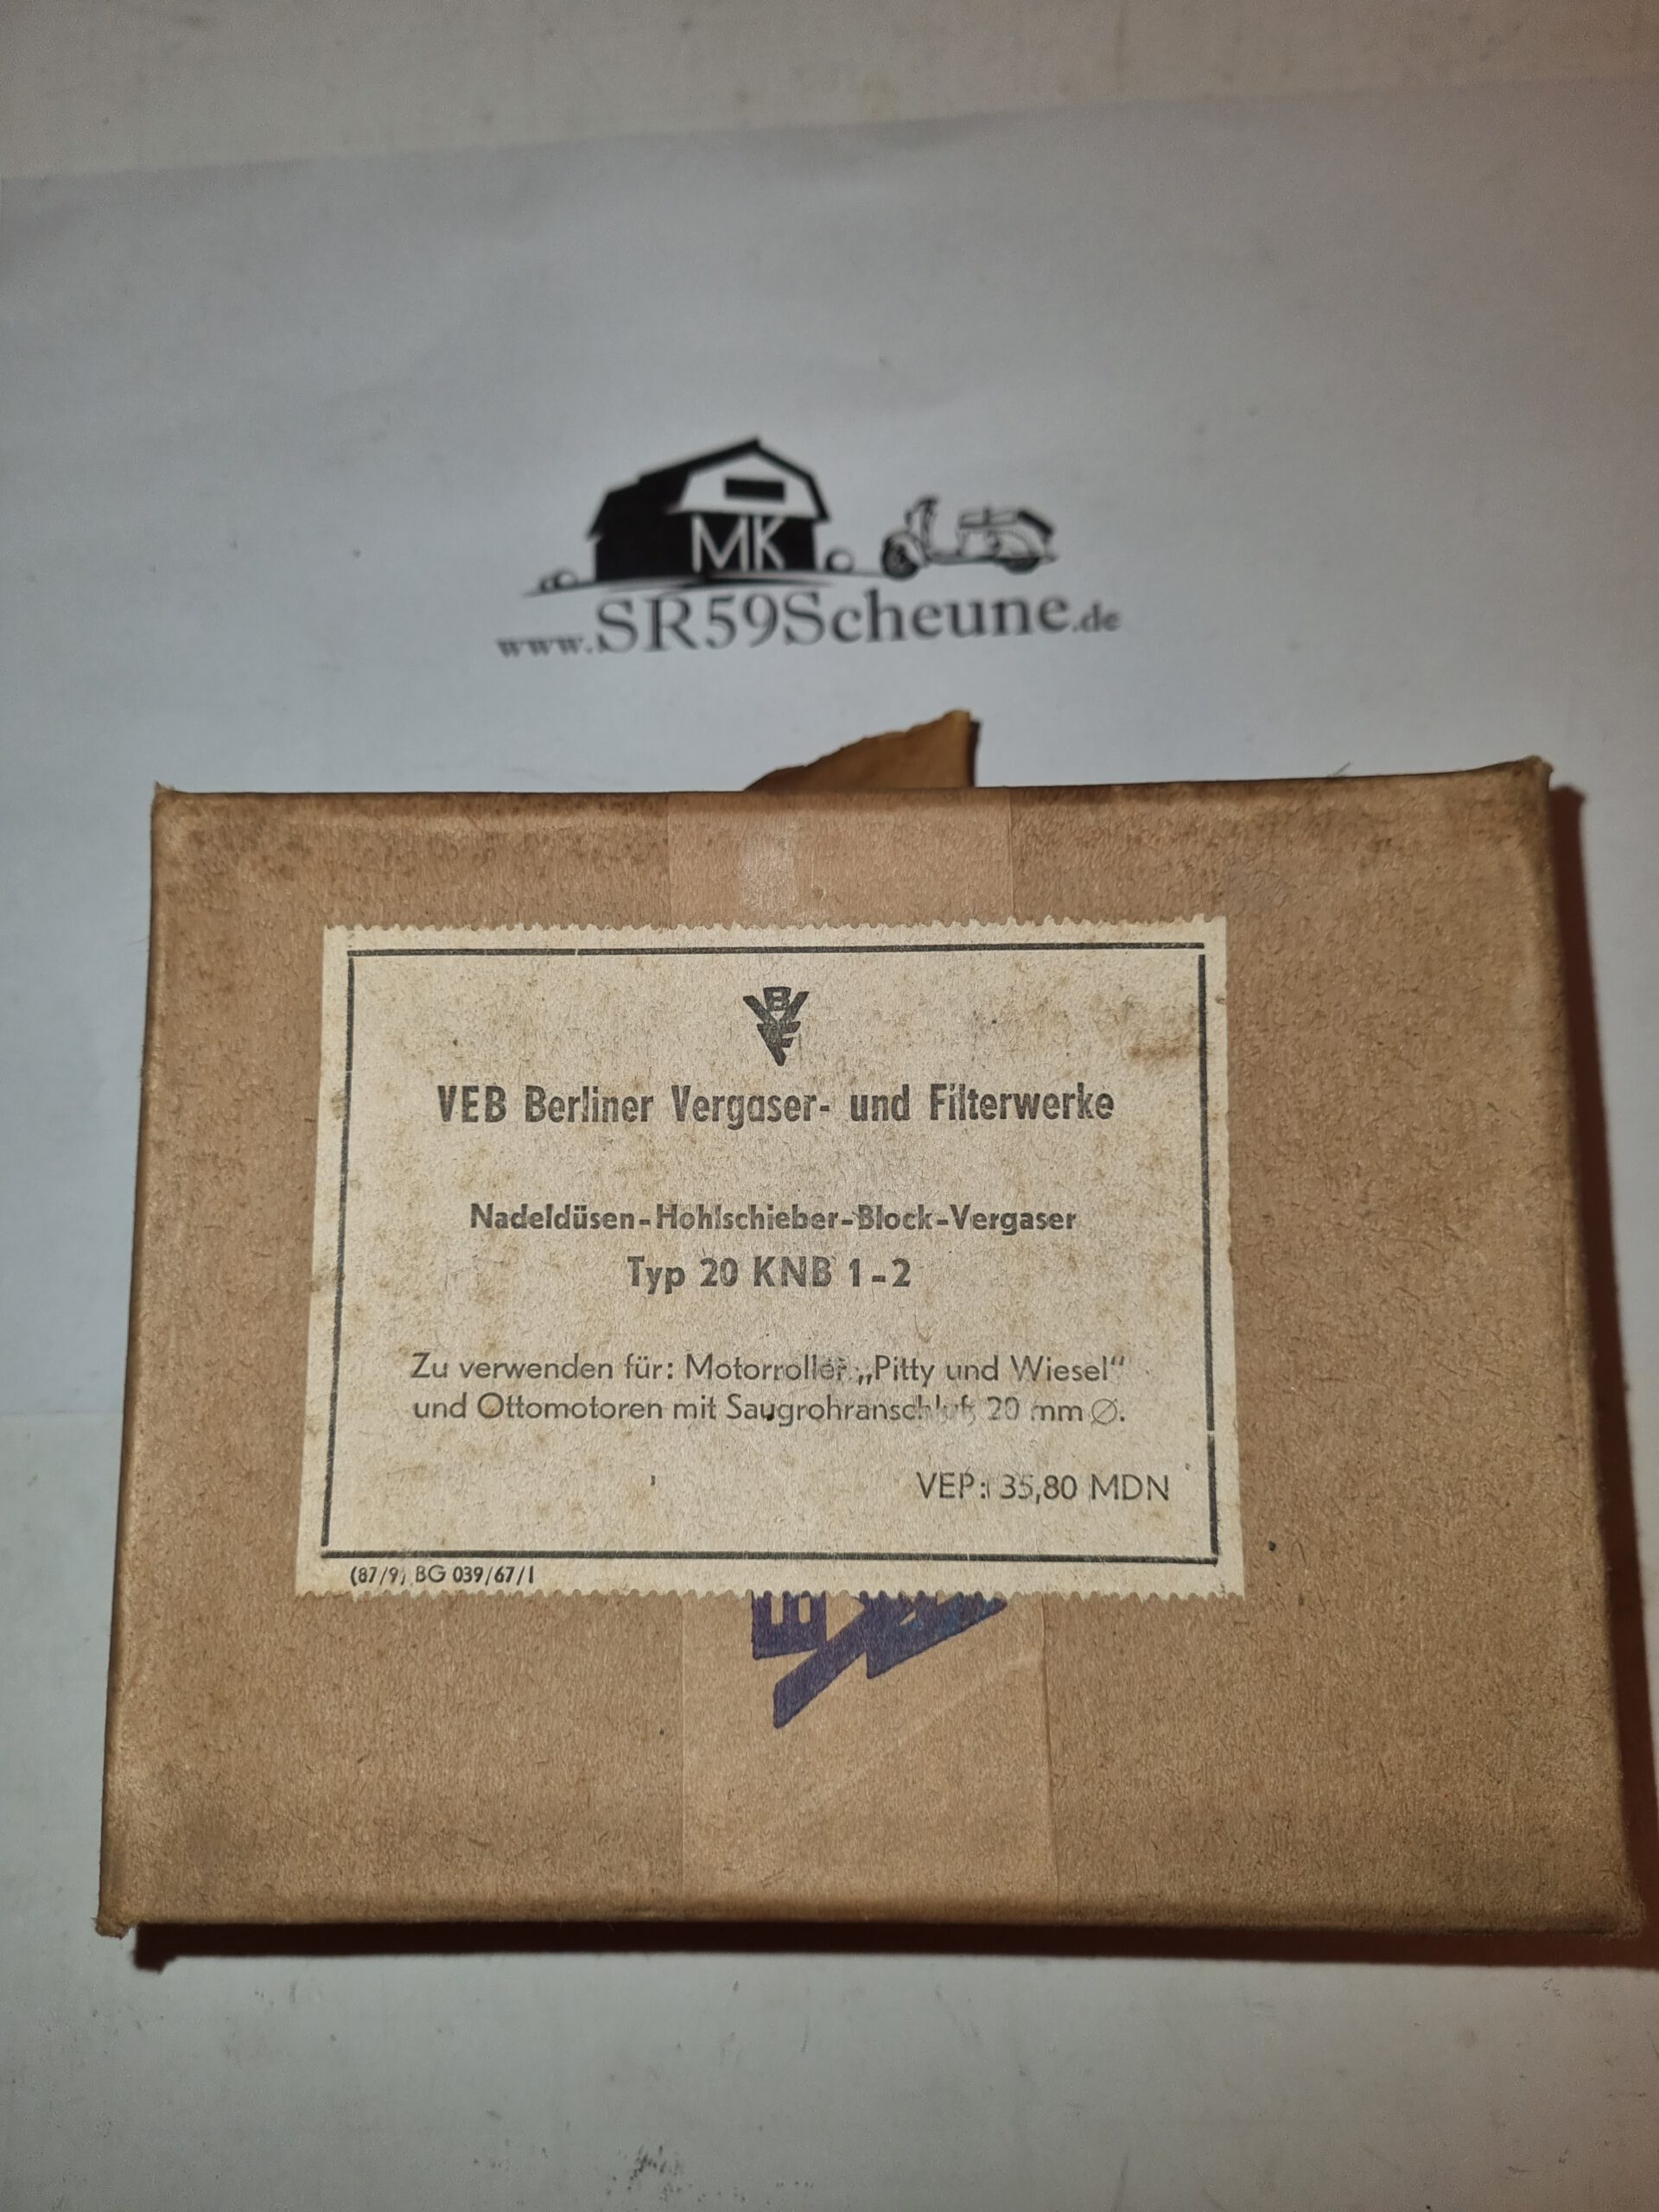 MK
www.SR59Scheune.de
BVF
VEB Berliner Vergaser- und Filterwerke
Nadeldüsen-Hohlschieber-Block-Vergaser
Typ 20 KNB 1-2
Zu verwenden für: Motorroller „Pitty und Wiesel“
und Ottomotoren mit Saugrohranschluß 20 mm ∅.
VEP: 35,80 MDN
(87/9) BG 039/67/1